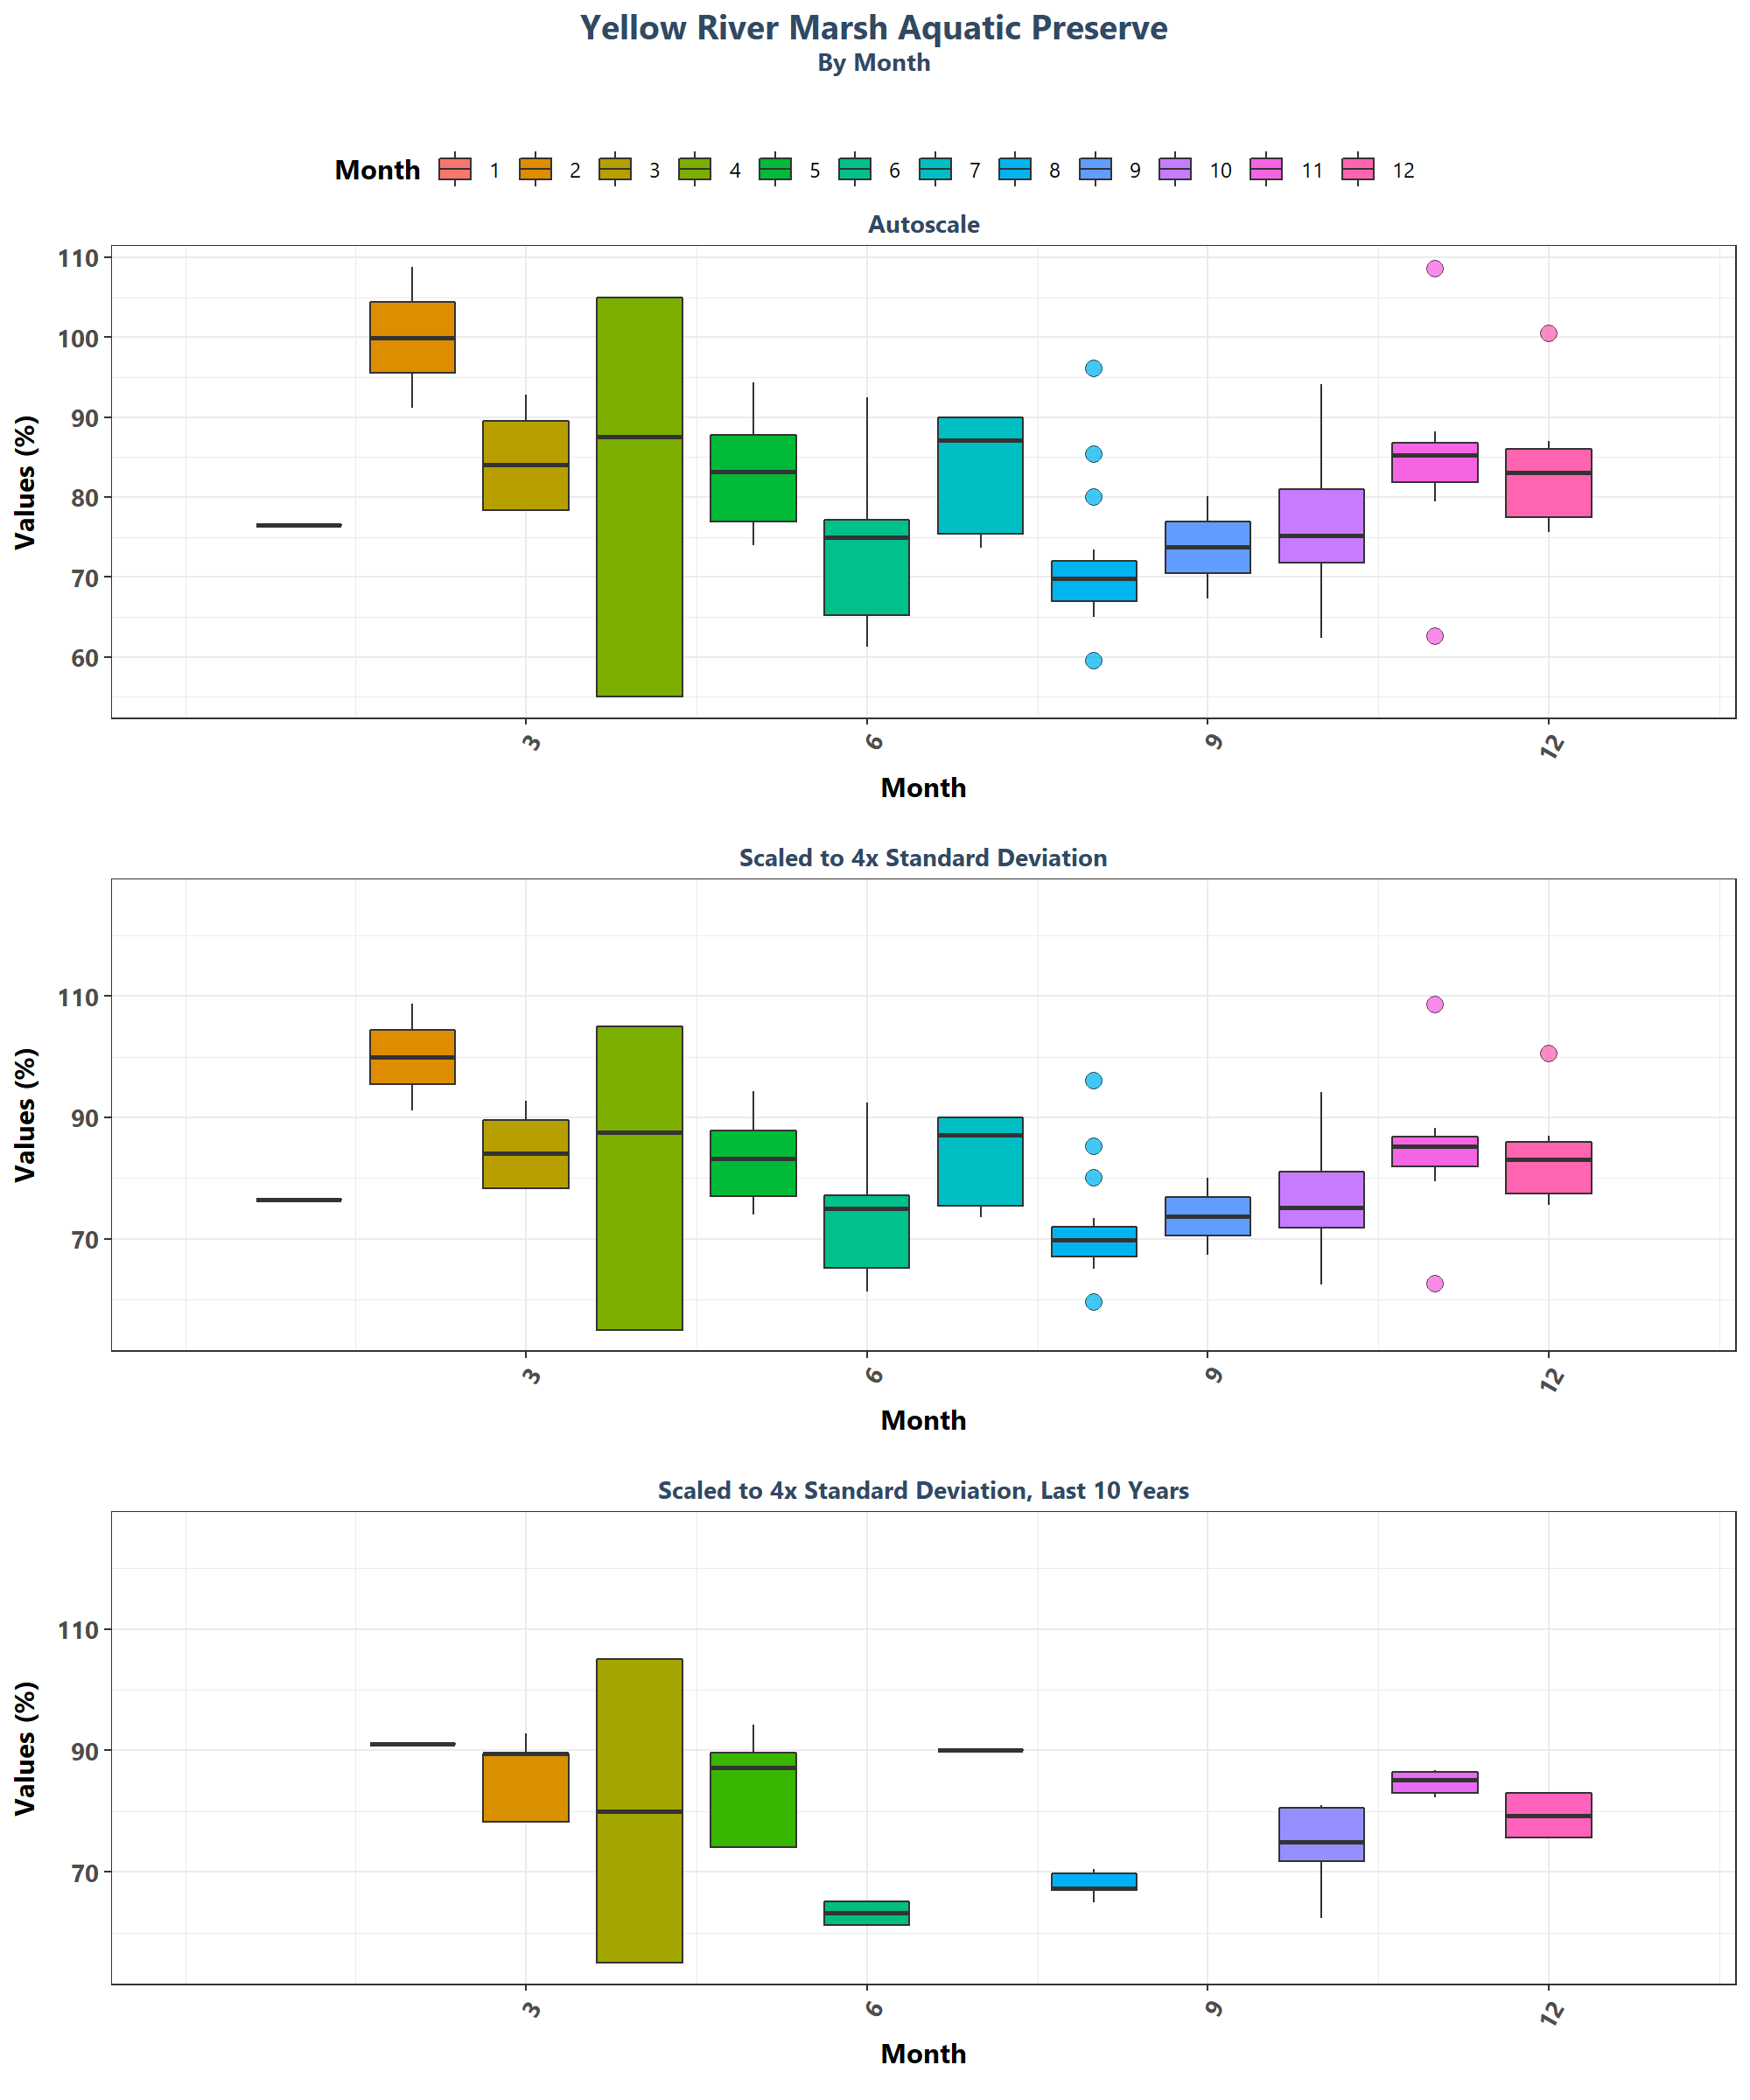 Yellow River Marsh Aquatic Preserve
By Month
Month 1 2 3 4 5 6 7 8 9 10 11 12
Autoscale
Values (%)
110
100
90
80
70
60
3 6 9 12
Month
Scaled to 4x Standard Deviation
Values (%)
110
90
70
3 6 9 12
Month
Scaled to 4x Standard Deviation, Last 10 Years
Values (%)
110
90
70
3 6 9 12
Month